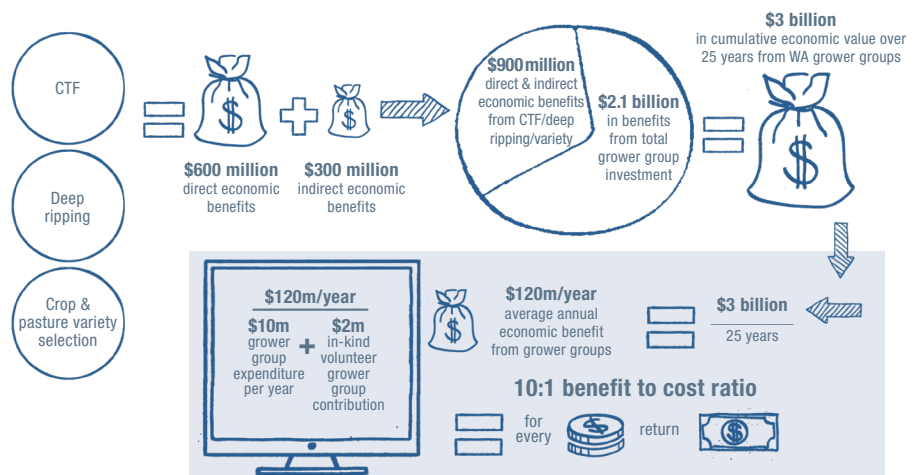 CTF
Deep
ripping
Crop &
pasture variety
selection
=
$
$600 million
direct economic
benefits
+
$
$300 million
indirect economic
benefits
$900 million
direct & indirect
economic benefits
from CTF/deep
ripping/variety
$2.1 billion
in benefits
from total
grower group
investment
=
$3 billion
in cumulative economic value over
25 years from WA grower groups
$
$120m/year
$10m
grower
group
expenditure
per year
+
$2m
in-kind
volunteer
grower
group
contribution
$
$120m/year
average annual
economic benefit
from grower groups
=
$3 billion
25 years
10:1 benefit to cost ratio
=
for
every
$
return
$